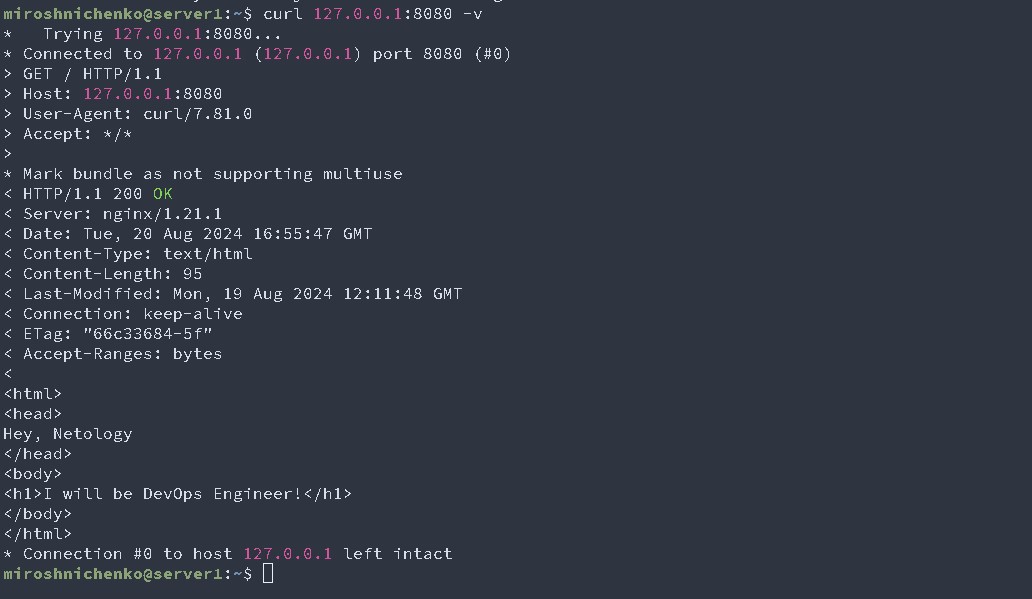 miroshnichenko@server1:~$ curl 127.0.0.1:8080 -v
*   Trying 127.0.0.1:8080...
* Connected to 127.0.0.1 (127.0.0.1) port 8080 (#0)
> GET / HTTP/1.1
> Host: 127.0.0.1:8080
> User-Agent: curl/7.81.0
> Accept: */*
>
* Mark bundle as not supporting multiuse
< HTTP/1.1 200 OK
< Server: nginx/1.21.1
< Date: Tue, 20 Aug 2024 16:55:47 GMT
< Content-Type: text/html
< Content-Length: 95
< Last-Modified: Mon, 19 Aug 2024 12:11:48 GMT
< Connection: keep-alive
< ETag: "66c33684-5f"
< Accept-Ranges: bytes
<
<html>
<head>
Hey, Netology
</head>
<body>
<h1>I will be DevOps Engineer!</h1>
</body>
</html>
* Connection #0 to host 127.0.0.1 left intact
miroshnichenko@server1:~$